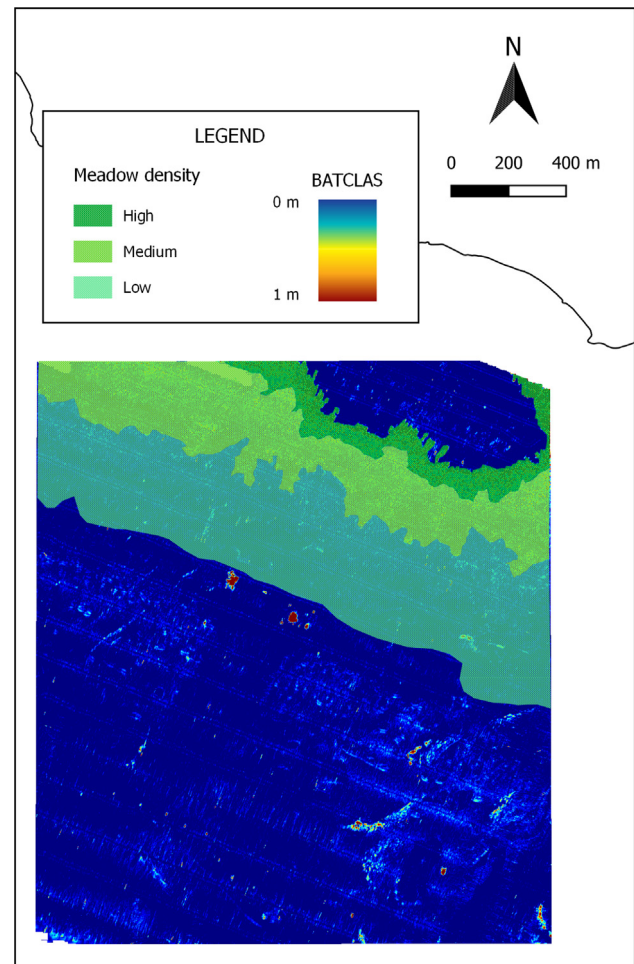 N
0 200 400 m
LEGEND
Meadow density
High
Medium
Low
BATCLAS
0 m
1 m